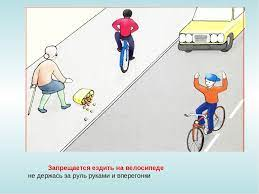 Запрещается ездить на велосипеде
не держась за руль руками и вперегонки